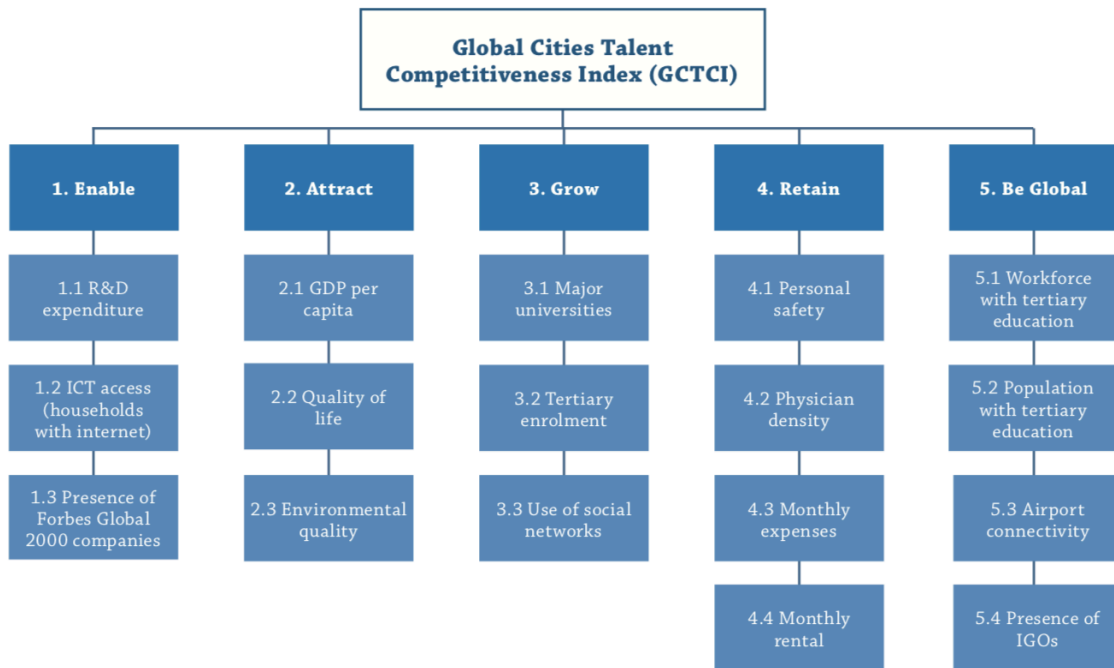 Global Cities Talent
Competitiveness Index (GCTCI)
1. Enable
2. Attract
3. Grow
4. Retain
5. Be Global
1.1 R&D
expenditure
2.1 GDP per
capita
3.1 Major
universities
4.1 Personal
safety
5.1 Workforce
with tertiary
education
1.2 ICT access
(households
with internet)
2.2 Quality of
life
3.2 Tertiary
enrolment
4.2 Physician
density
5.2 Population
with tertiary
education
1.3 Presence of
Forbes Global
2000 companies
2.3 Environmental
quality
3.3 Use of social
networks
4.3 Monthly
expenses
5.3 Airport
connectivity
4.4 Monthly
rental
5.4 Presence of
IGOs